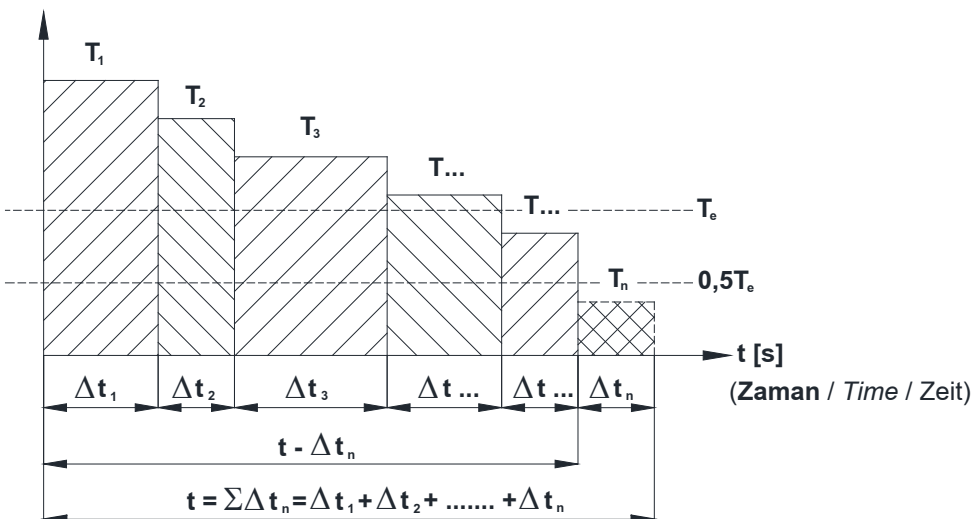 T₁
T₂
T₃
T...
T...
Tₑ
Tₙ
0,5Tₑ
t [s]
(Zaman / Time / Zeit)
Δt₁ Δt₂ Δt₃ Δt... Δt... Δtₙ
t - Δtₙ
t = ΣΔtₙ=Δt₁+Δt₂+ ....... +Δtₙ